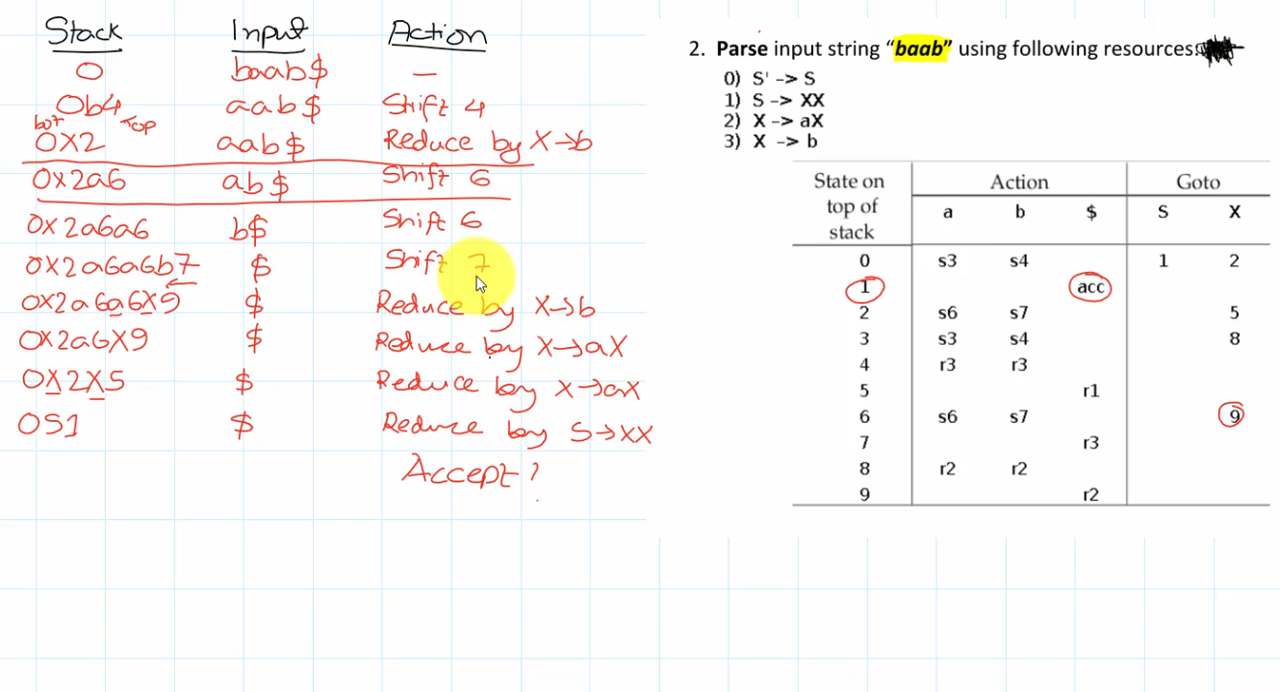 Stack Input Action
0 baab$ —
0b4 aab$ Shift 4
bot top
0X2 aab$ Reduce by X→b
0X2a6 ab$ Shift 6
0X2a6a6 b$ Shift 6
0X2a6a6b7 $ Shift 7
0X2a6a6X9 $ Reduce by X→b
0X2a6X9 $ Reduce by X→aX
0X2X5 $ Reduce by X→aX
0S1 $ Reduce by S→XX
Accept !
2. Parse input string “baab” using following resources.
0) S' -> S
1) S -> XX
2) X -> aX
3) X -> b
State on top of stack Action Goto
a b $ S X
0 s3 s4 1 2
1 acc
2 s6 s7 5
3 s3 s4 8
4 r3 r3
5 r1
6 s6 s7 9
7 r3
8 r2 r2
9 r2